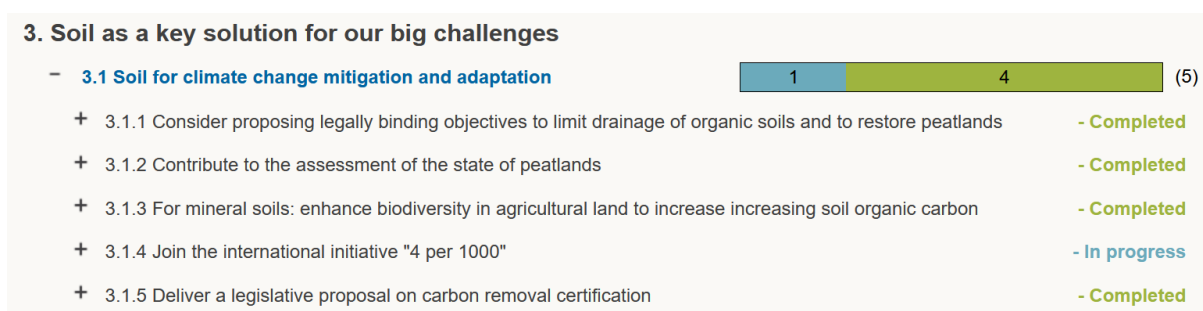 3. Soil as a key solution for our big challenges
− 3.1 Soil for climate change mitigation and adaptation 1 4 (5)
+ 3.1.1 Consider proposing legally binding objectives to limit drainage of organic soils and to restore peatlands - Completed
+ 3.1.2 Contribute to the assessment of the state of peatlands - Completed
+ 3.1.3 For mineral soils: enhance biodiversity in agricultural land to increase increasing soil organic carbon - Completed
+ 3.1.4 Join the international initiative "4 per 1000" - In progress
+ 3.1.5 Deliver a legislative proposal on carbon removal certification - Completed